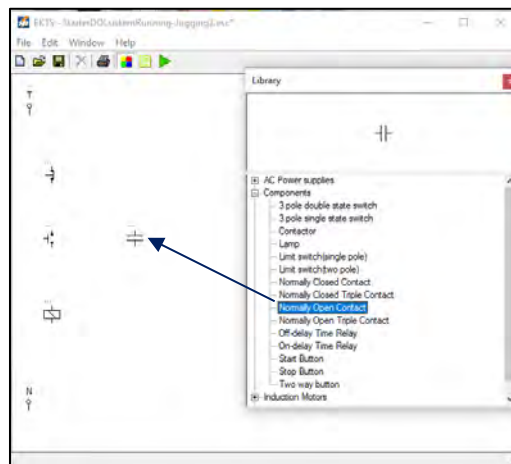 EKTS - StarterDOLsistemRunning-Jogging1.esc*
File Edit Window Help
Library
T
AC Power supplies
Components
3 pole double state switch
3 pole single state switch
Contactor
Lamp
Limit switch(single pole)
Limit switch(two pole)
Normally Closed Contact
Normally Closed Triple Contact
Normally Open Contact
Normally Open Triple Contact
Off-delay Time Relay
On-delay Time Relay
Start Button
Stop Button
Two way button
Induction Motors
N